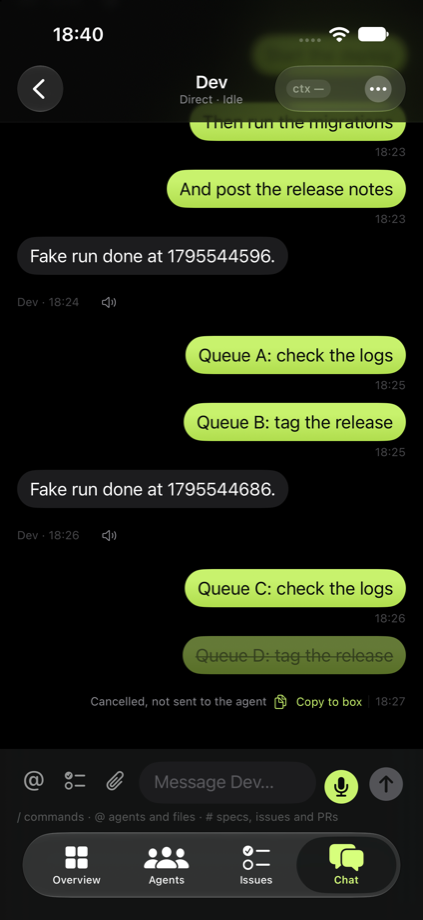 18:40
Dev
Direct · Idle
ctx —
Then run the migrations
18:23
And post the release notes
18:23
Fake run done at 1795544596.
Dev · 18:24
Queue A: check the logs
18:25
Queue B: tag the release
18:25
Fake run done at 1795544686.
Dev · 18:26
Queue C: check the logs
18:26
Queue D: tag the release
Cancelled, not sent to the agent Copy to box 18:27
@ Message Dev...
/ commands · @ agents and files · # specs, issues and PRs
Overview Agents Issues Chat